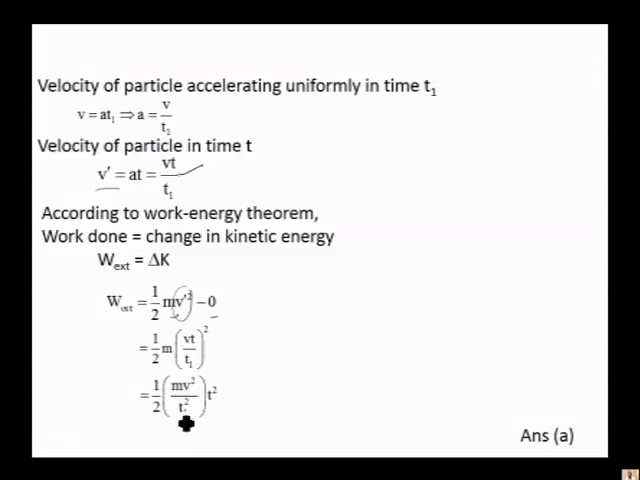 Velocity of particle accelerating uniformly in time t₁
v = at₁ ⇒ a = v/t₁
Velocity of particle in time t
v' = at = vt/t₁
According to work-energy theorem,
Work done = change in kinetic energy
W_ext = ΔK
W_ext = 1/2 mv'² − 0
= 1/2 m (vt/t₁)²
= 1/2 (mv²/t₁²) t²
Ans (a)